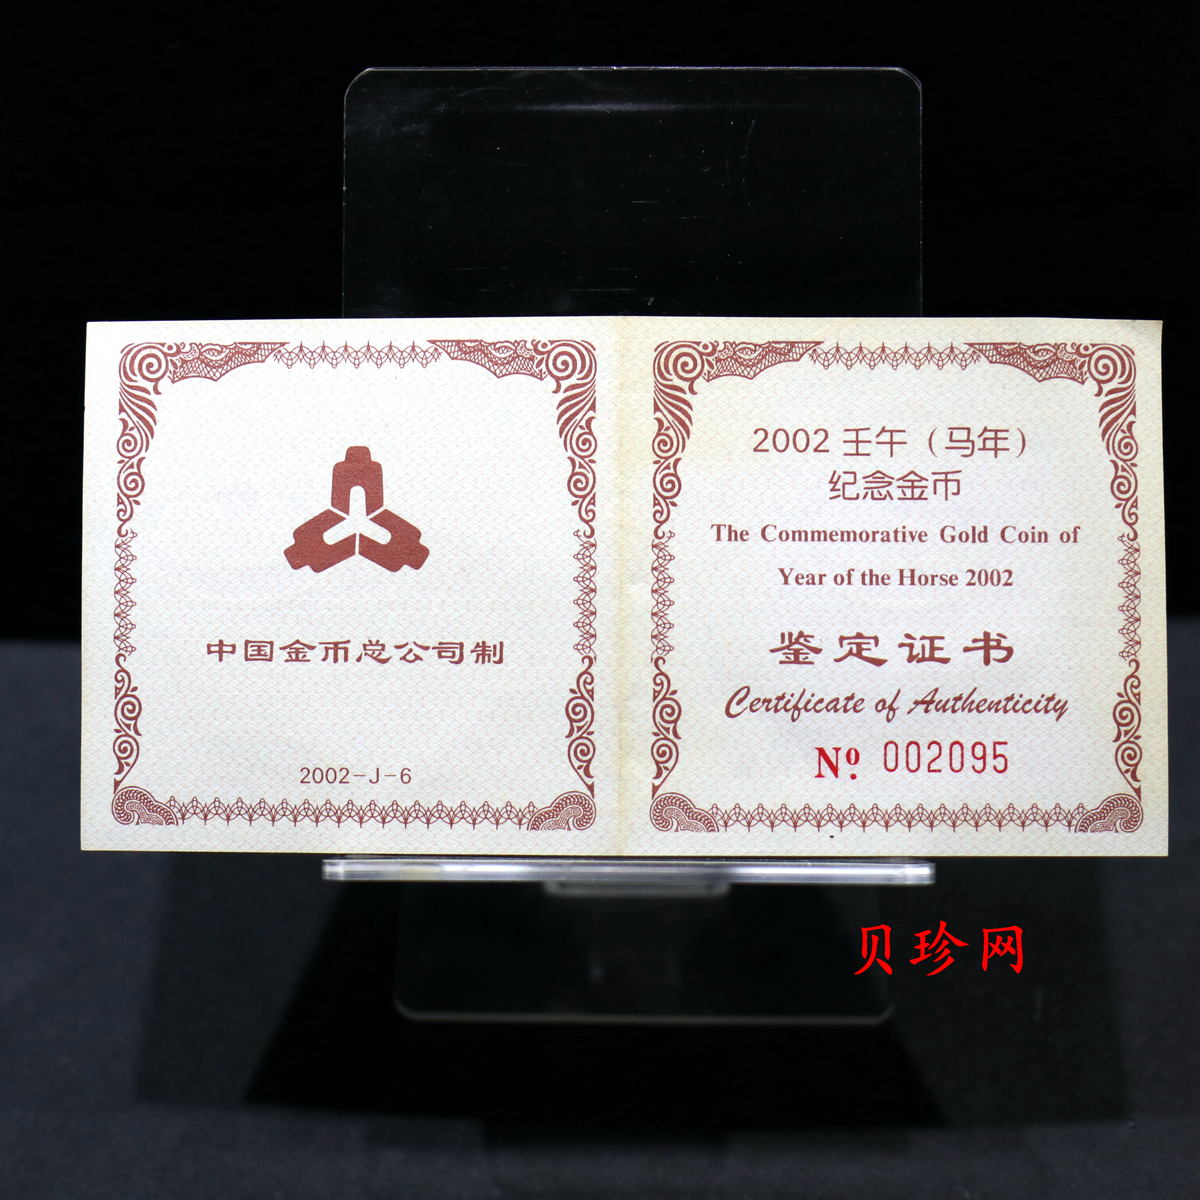 中国金币总公司制
2002-J-6
2002 壬午（马年）
纪念金币
The Commemorative Gold Coin of
Year of the Horse 2002
鉴定证书
Certificate of Authenticity
Nº 002095
贝珍网